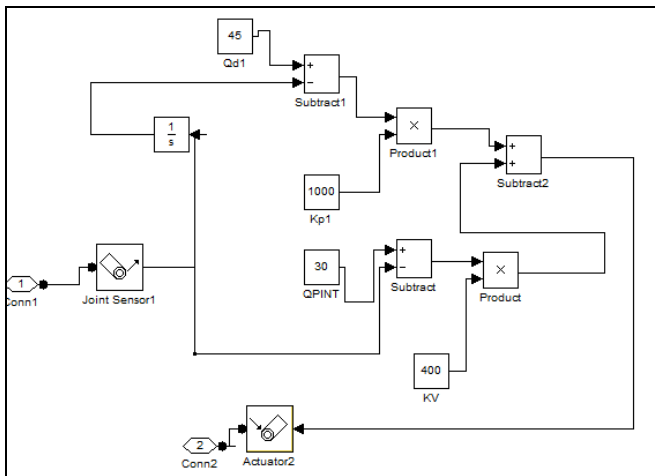 45
Qd1
+
−
Subtract1
1
s
×
Product1
+
+
Subtract2
1000
Kp1
1
Conn1
Joint Sensor1
30
QPINT
+
−
Subtract
×
Product
400
KV
2
Conn2
Actuator2